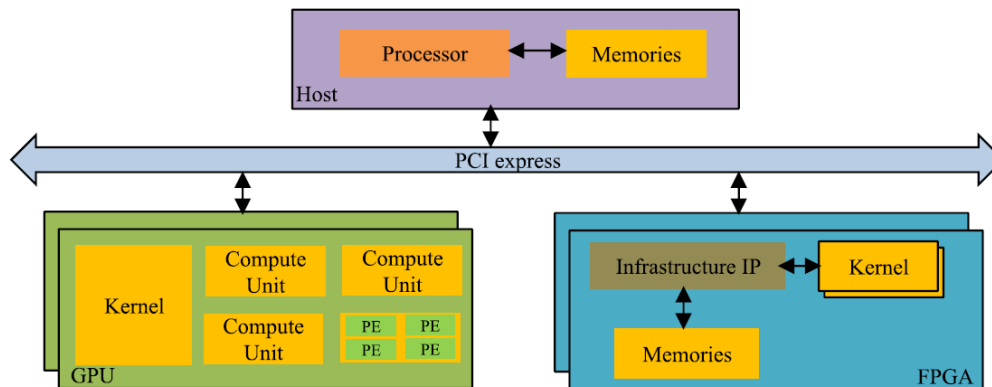 Processor
Memories
Host
PCI express
Kernel
Compute
Unit
Compute
Unit
Compute
Unit
PE
PE
PE
PE
GPU
Infrastructure IP
Kernel
Memories
FPGA